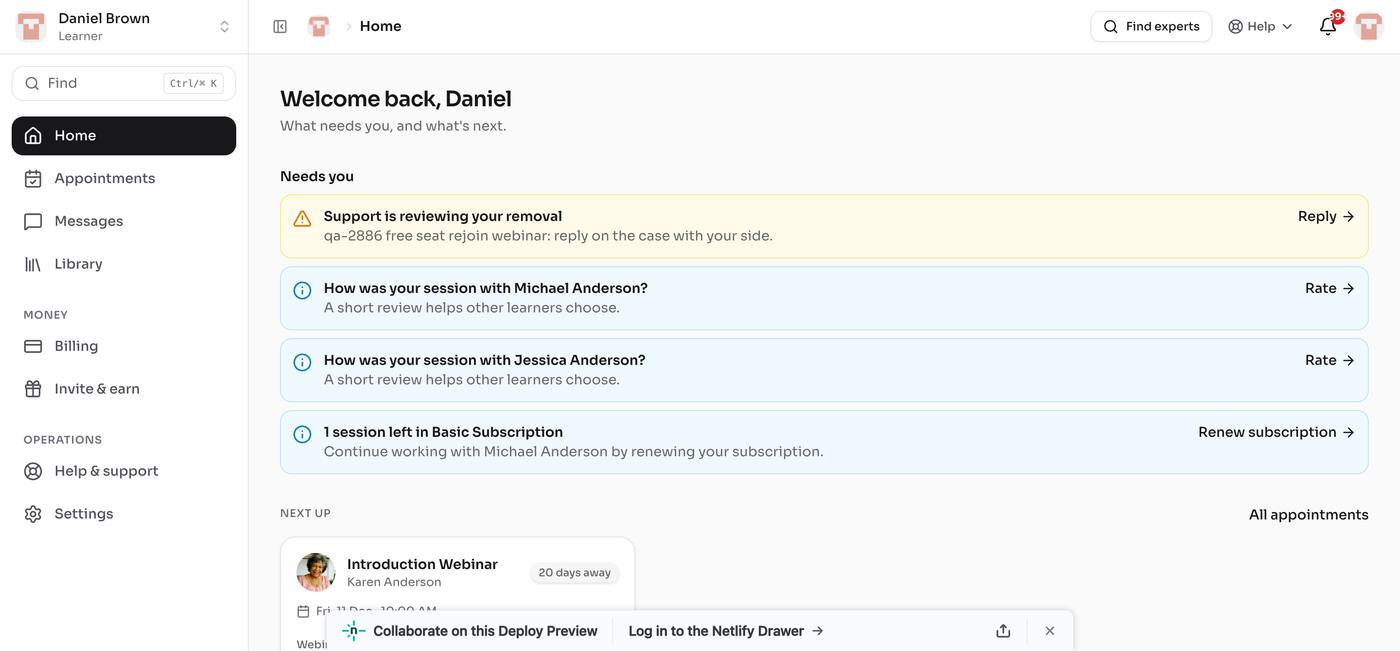 Daniel Brown
Learner
Home
Find experts
Help
99+
Find
Ctrl/⌘ K
Home
Appointments
Messages
Library
MONEY
Billing
Invite & earn
OPERATIONS
Help & support
Settings
Welcome back, Daniel
What needs you, and what's next.
Needs you
Support is reviewing your removal
Reply →
qa-2886 free seat rejoin webinar: reply on the case with your side.
How was your session with Michael Anderson?
Rate →
A short review helps other learners choose.
How was your session with Jessica Anderson?
Rate →
A short review helps other learners choose.
1 session left in Basic Subscription
Renew subscription →
Continue working with Michael Anderson by renewing your subscription.
NEXT UP
All appointments
Introduction Webinar
Karen Anderson
20 days away
Fri, 11 Dec · 10:00 AM
Collaborate on this Deploy Preview
Log in to the Netlify Drawer →